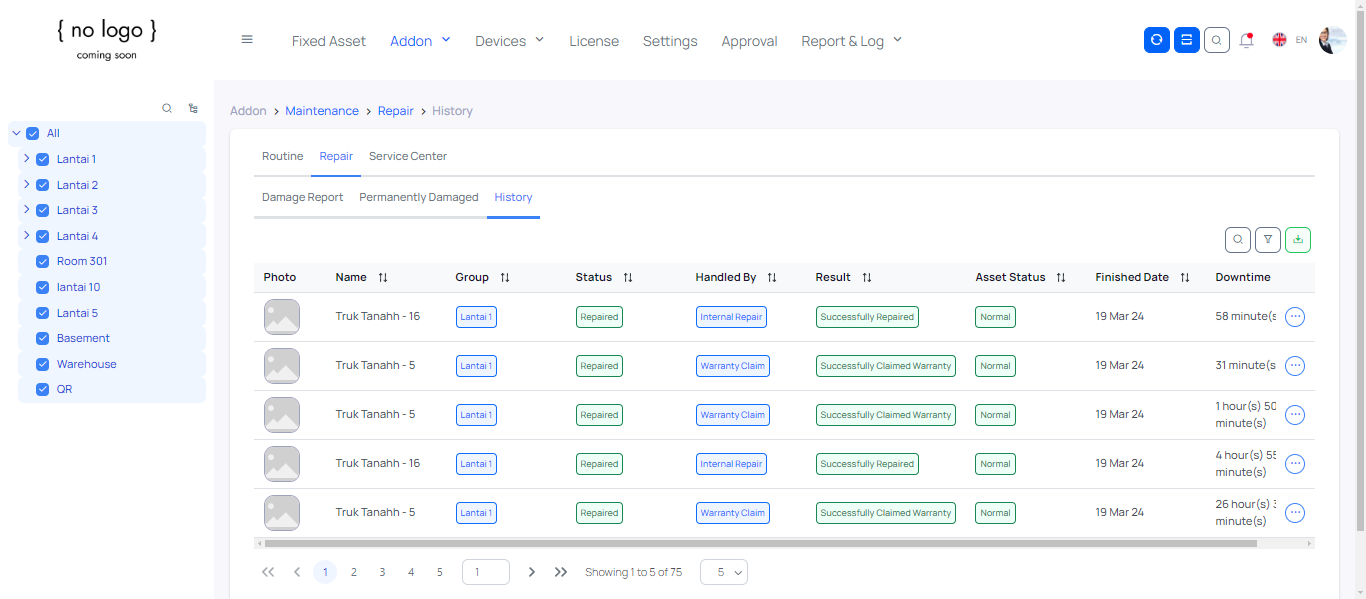 { no logo }
coming soon
Fixed Asset Addon Devices License Settings Approval Report & Log EN
All
Lantai 1
Lantai 2
Lantai 3
Lantai 4
Room 301
lantai 10
Lantai 5
Basement
Warehouse
QR
Addon > Maintenance > Repair > History
Routine Repair Service Center
Damage Report Permanently Damaged History
Photo Name Group Status Handled By Result Asset Status Finished Date Downtime
Truk Tanahh - 16 Lantai 1 Repaired Internal Repair Successfully Repaired Normal 19 Mar 24 58 minute(s
Truk Tanahh - 5 Lantai 1 Repaired Warranty Claim Successfully Claimed Warranty Normal 19 Mar 24 31 minute(s
Truk Tanahh - 5 Lantai 1 Repaired Warranty Claim Successfully Claimed Warranty Normal 19 Mar 24 1 hour(s) 50
minute(s)
Truk Tanahh - 16 Lantai 1 Repaired Internal Repair Successfully Repaired Normal 19 Mar 24 4 hour(s) 55
minute(s)
Truk Tanahh - 5 Lantai 1 Repaired Warranty Claim Successfully Claimed Warranty Normal 19 Mar 24 26 hour(s)
minute(s)
1 2 3 4 5 1 Showing 1 to 5 of 75 5